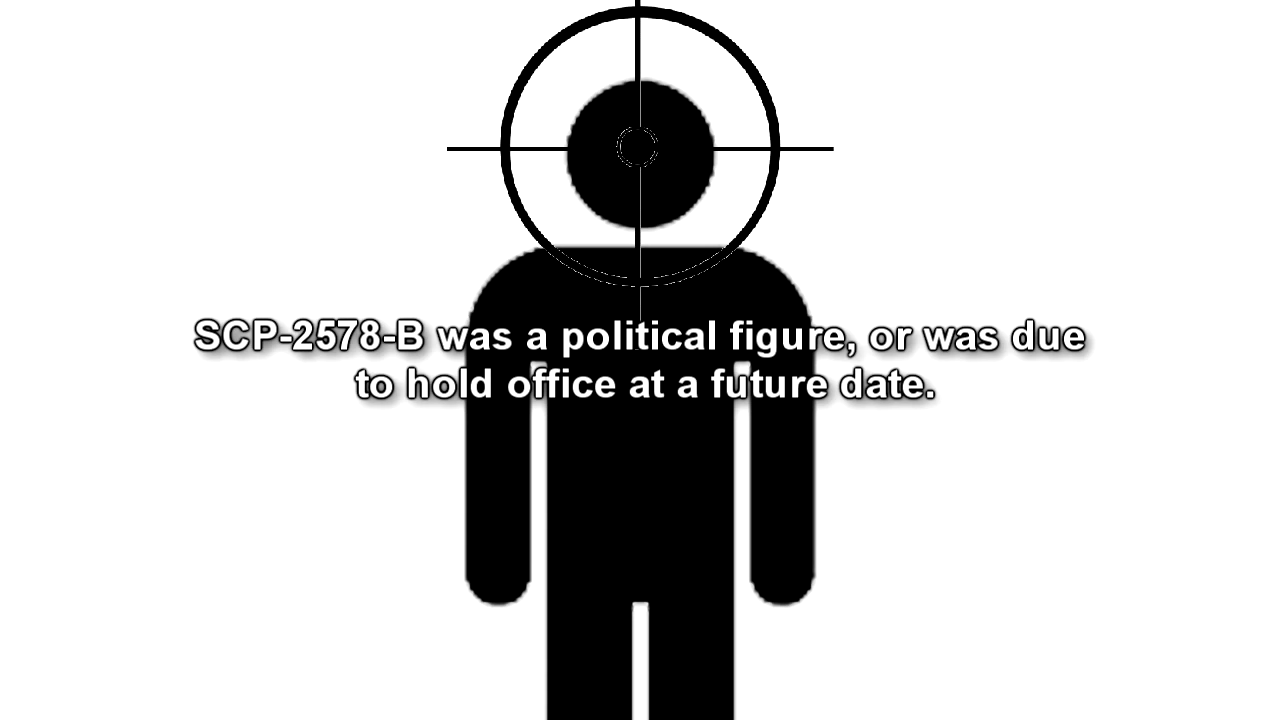 SCP-2578-B was a political figure, or was due
to hold office at a future date.